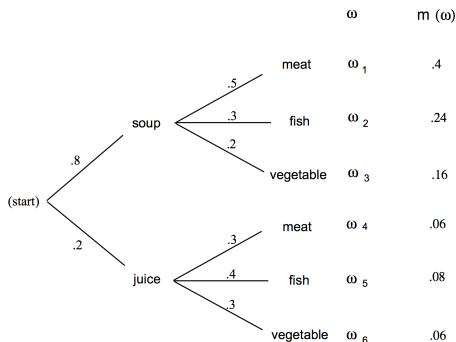 ω m (ω)
meat ω 1 .4
.5
soup .3 fish ω 2 .24
.2
.8
vegetable ω 3 .16
(start)
meat ω 4 .06
.2 .3
juice .4 fish ω 5 .08
.3
vegetable ω 6 .06